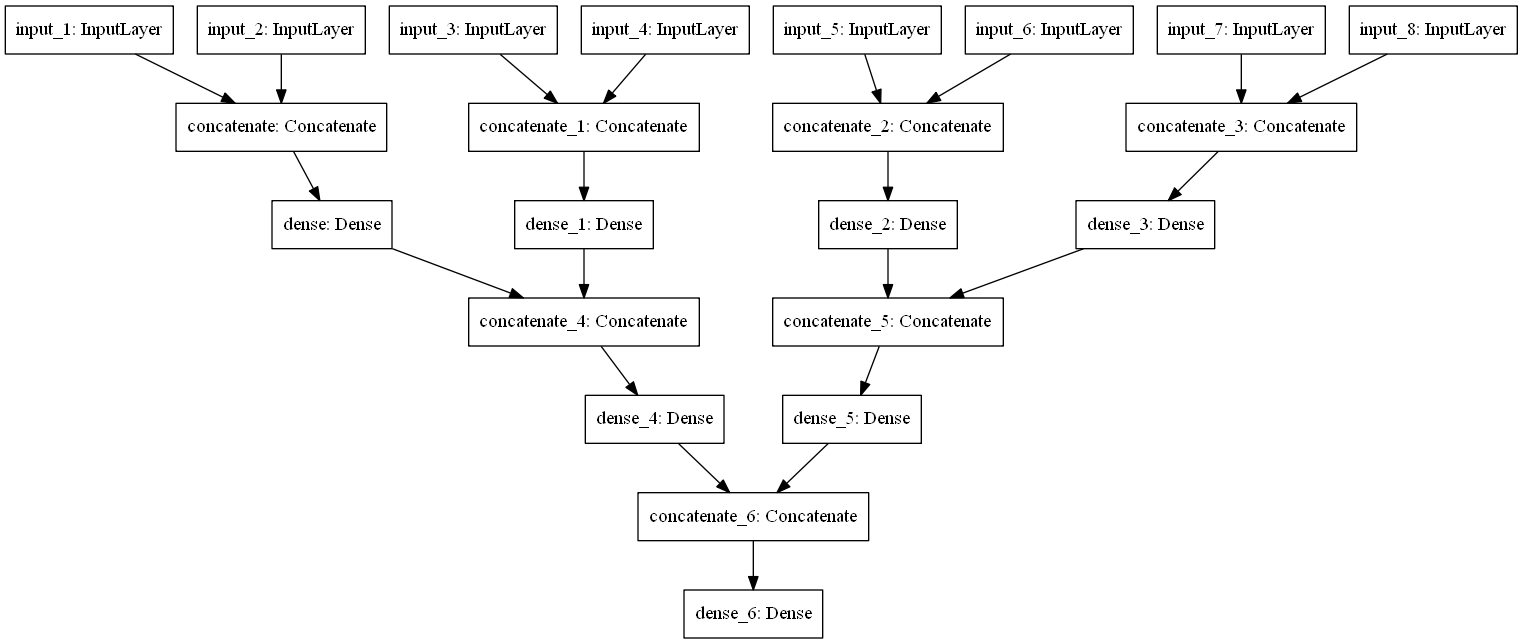 input_1: InputLayer
input_2: InputLayer
input_3: InputLayer
input_4: InputLayer
input_5: InputLayer
input_6: InputLayer
input_7: InputLayer
input_8: InputLayer
concatenate: Concatenate
concatenate_1: Concatenate
concatenate_2: Concatenate
concatenate_3: Concatenate
dense: Dense
dense_1: Dense
dense_2: Dense
dense_3: Dense
concatenate_4: Concatenate
concatenate_5: Concatenate
dense_4: Dense
dense_5: Dense
concatenate_6: Concatenate
dense_6: Dense